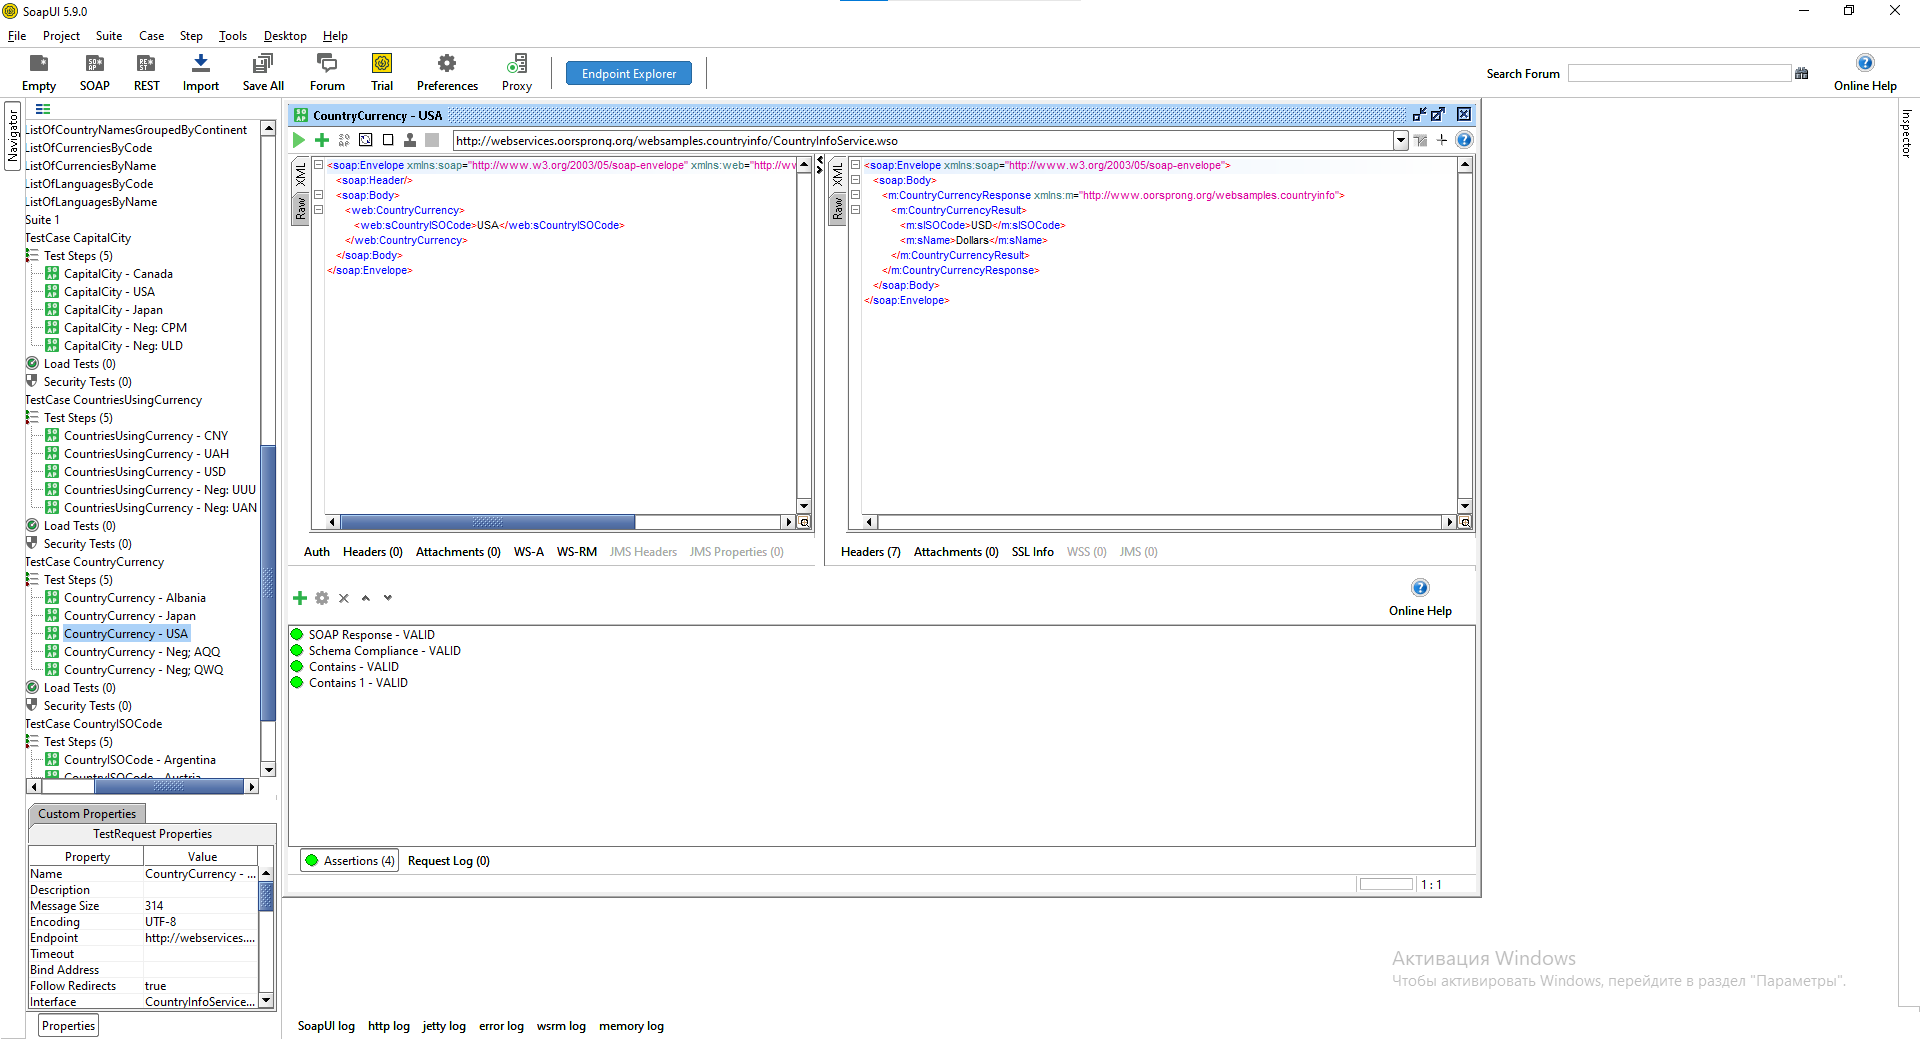 SoapUI 5.9.0
File Project Suite Case Step Tools Desktop Help
Empty SOAP REST Import Save All Forum Trial Preferences Proxy Endpoint Explorer Search Forum Online Help
Navigator
ListOfCountryNamesGroupedByContinent
ListOfCurrenciesByCode
ListOfCurrenciesByName
ListOfLanguagesByCode
ListOfLanguagesByName
Suite 1
TestCase CapitalCity
Test Steps (5)
CapitalCity - Canada
CapitalCity - USA
CapitalCity - Japan
CapitalCity - Neg: CPM
CapitalCity - Neg: ULD
Load Tests (0)
Security Tests (0)
TestCase CountriesUsingCurrency
Test Steps (5)
CountriesUsingCurrency - CNY
CountriesUsingCurrency - UAH
CountriesUsingCurrency - USD
CountriesUsingCurrency - Neg: UUU
CountriesUsingCurrency - Neg: UAN
Load Tests (0)
Security Tests (0)
TestCase CountryCurrency
Test Steps (5)
CountryCurrency - Albania
CountryCurrency - Japan
CountryCurrency - USA
CountryCurrency - Neg; AQQ
CountryCurrency - Neg; QWQ
Load Tests (0)
Security Tests (0)
TestCase CountryISOCode
Test Steps (5)
CountryISOCode - Argentina
CountryISOCode - Austria
Custom Properties
TestRequest Properties
Property Value
Name CountryCurrency - ...
Description
Message Size 314
Encoding UTF-8
Endpoint http://webservices....
Timeout
Bind Address
Follow Redirects true
Interface CountryInfoService...
Properties
CountryCurrency - USA
http://webservices.oorsprong.org/websamples.countryinfo/CountryInfoService.wso
XML
Raw
<soap:Envelope xmlns:soap="http://www.w3.org/2003/05/soap-envelope" xmlns:web="http://ww
<soap:Header/>
<soap:Body>
<web:CountryCurrency>
<web:sCountryISOCode>USA</web:sCountryISOCode>
</web:CountryCurrency>
</soap:Body>
</soap:Envelope>
Auth Headers (0) Attachments (0) WS-A WS-RM JMS Headers JMS Properties (0)
XML
Raw
<soap:Envelope xmlns:soap="http://www.w3.org/2003/05/soap-envelope">
<soap:Body>
<m:CountryCurrencyResponse xmlns:m="http://www.oorsprong.org/websamples.countryinfo">
<m:CountryCurrencyResult>
<m:sISOCode>USD</m:sISOCode>
<m:sName>Dollars</m:sName>
</m:CountryCurrencyResult>
</m:CountryCurrencyResponse>
</soap:Body>
</soap:Envelope>
Headers (7) Attachments (0) SSL Info WSS (0) JMS (0)
Online Help
SOAP Response - VALID
Schema Compliance - VALID
Contains - VALID
Contains 1 - VALID
Assertions (4) Request Log (0)
1 : 1
SoapUI log http log jetty log error log wsrm log memory log
Inspector
Активация Windows
Чтобы активировать Windows, перейдите в раздел "Параметры".